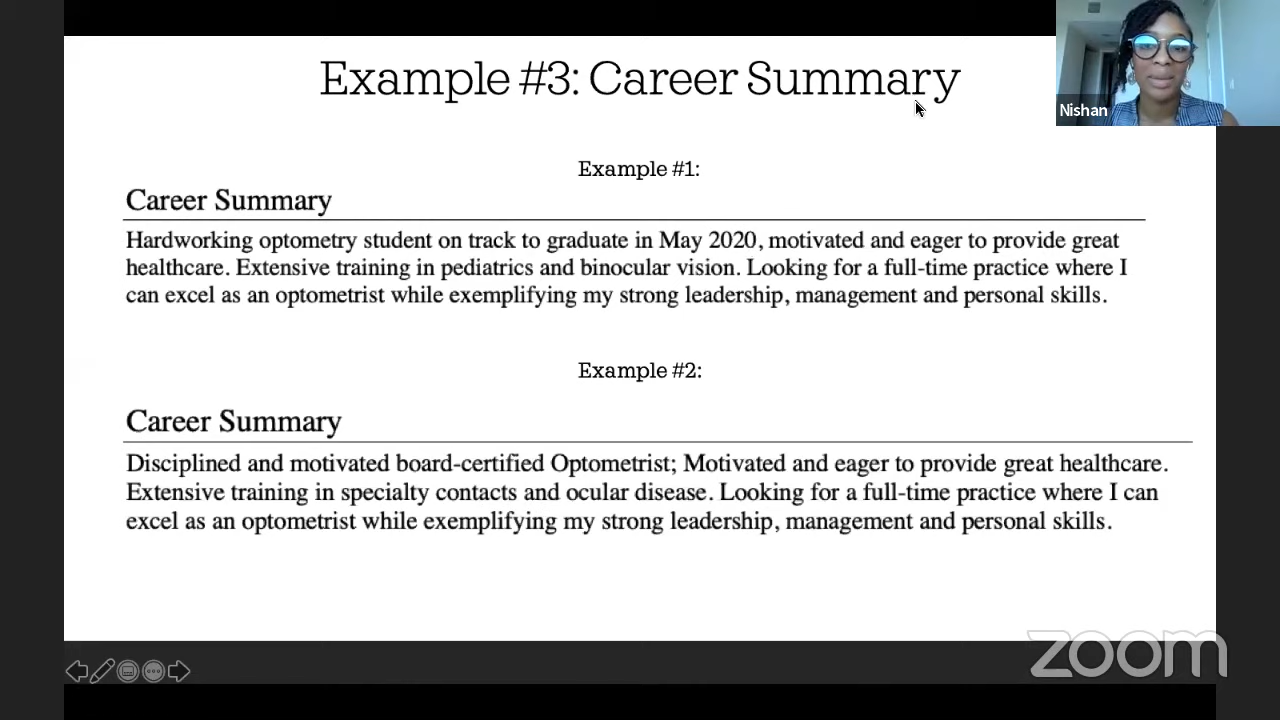 Example #3: Career Summary
Nishan
Example #1:
Career Summary
Hardworking optometry student on track to graduate in May 2020, motivated and eager to provide great
healthcare. Extensive training in pediatrics and binocular vision. Looking for a full-time practice where I
can excel as an optometrist while exemplifying my strong leadership, management and personal skills.
Example #2:
Career Summary
Disciplined and motivated board-certified Optometrist; Motivated and eager to provide great healthcare.
Extensive training in specialty contacts and ocular disease. Looking for a full-time practice where I can
excel as an optometrist while exemplifying my strong leadership, management and personal skills.
zoom